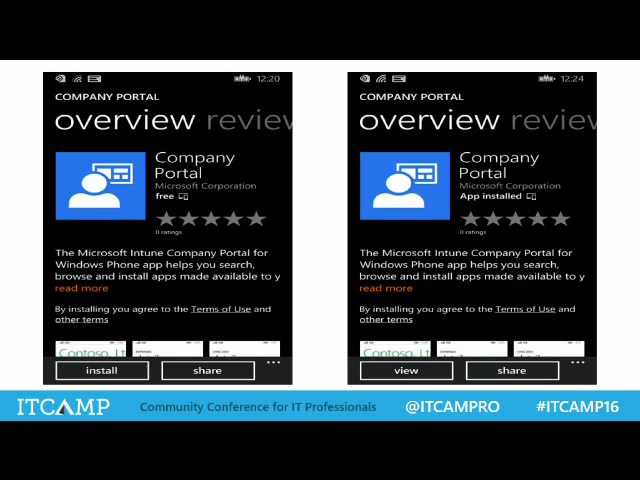 12:20
COMPANY PORTAL
overview review
Company
Portal
Microsoft Corporation
free
0 ratings
The Microsoft Intune Company Portal for
Windows Phone app helps you search,
browse and install apps made available to y
read more
By installing you agree to the Terms of Use and
other terms
Contoso, I t
install
share
12:24
COMPANY PORTAL
overview review
Company
Portal
Microsoft Corporation
App installed
0 ratings
The Microsoft Intune Company Portal for
Windows Phone app helps you search,
browse and install apps made available to y
read more
By installing you agree to the Terms of Use and
other terms
Contoso, I t
view
share
ITCAMP Community Conference for IT Professionals @ITCAMPRO #ITCAMP16